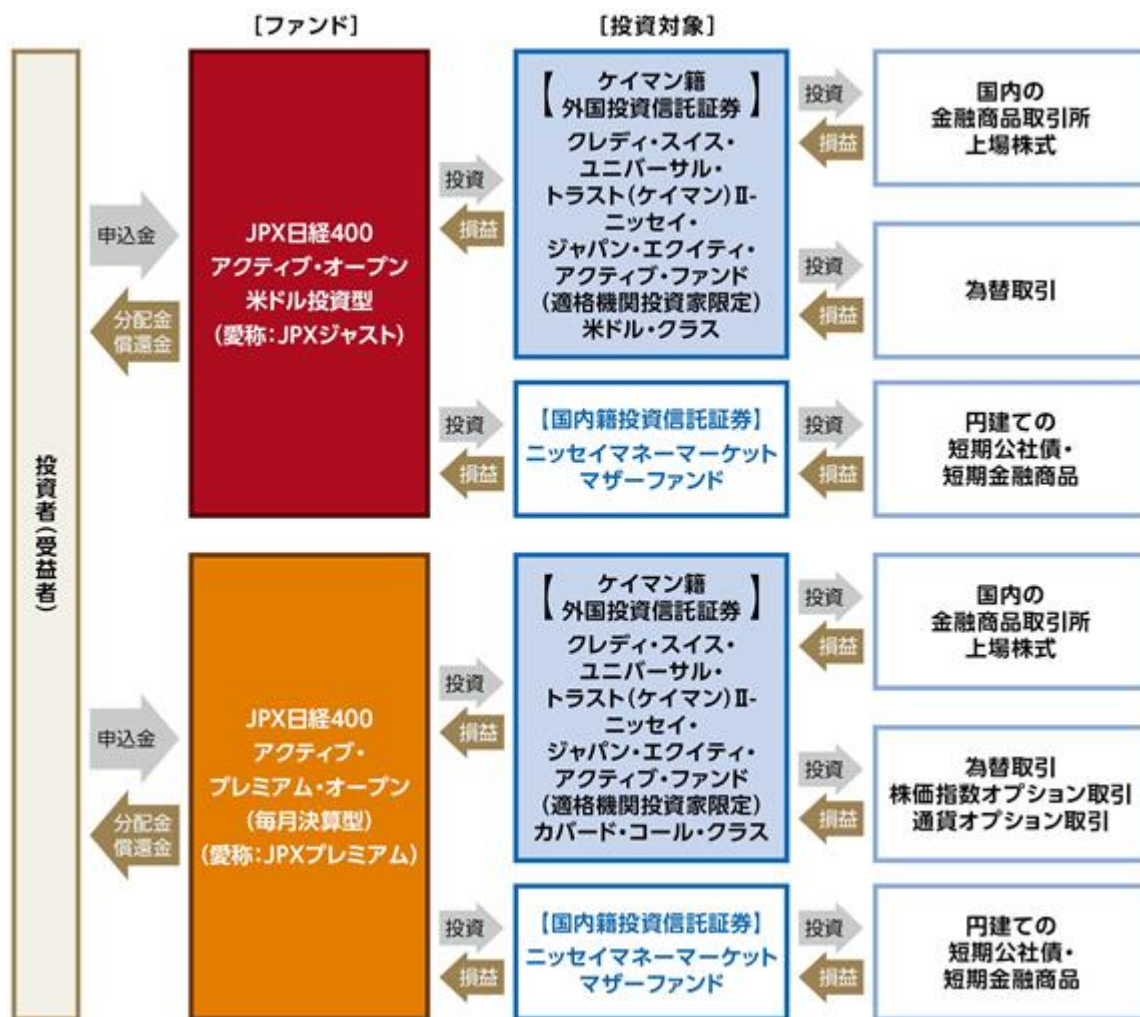 [ファンド]
[投資対象]
投資者(受益者)
申込金
分配金
償還金
JPX日経400
アクティブ・オープン
米ドル投資型
(愛称:JPXジャスト)
投資
損益
【 ケイマン籍
外国投資信託証券 】
クレディ・スイス・
ユニバーサル・
トラスト(ケイマン)Ⅱ-
ニッセイ・
ジャパン・エクイティ・
アクティブ・ファンド
(適格機関投資家限定)
米ドル・クラス
投資
損益
国内の
金融商品取引所
上場株式
投資
損益
為替取引
投資
損益
【国内籍投資信託証券】
ニッセイマネーマーケット
マザーファンド
投資
損益
円建ての
短期公社債・
短期金融商品
申込金
分配金
償還金
JPX日経400
アクティブ・
プレミアム・オープン
(毎月決算型)
(愛称:JPXプレミアム)
投資
損益
【 ケイマン籍
外国投資信託証券 】
クレディ・スイス・
ユニバーサル・
トラスト(ケイマン)Ⅱ-
ニッセイ・
ジャパン・エクイティ・
アクティブ・ファンド
(適格機関投資家限定)
カバード・コール・クラス
投資
損益
国内の
金融商品取引所
上場株式
投資
損益
為替取引
株価指数オプション取引
通貨オプション取引
投資
損益
【国内籍投資信託証券】
ニッセイマネーマーケット
マザーファンド
投資
損益
円建ての
短期公社債・
短期金融商品